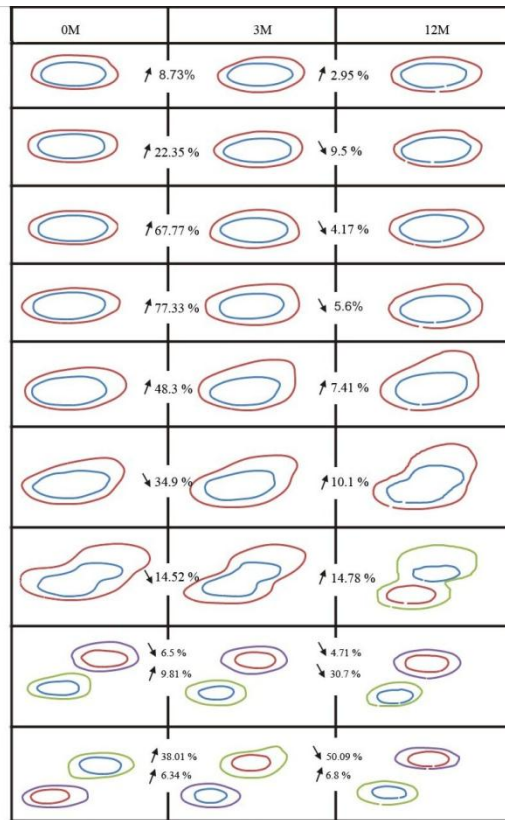 0M 3M 12M
↗ 8.73% ↗ 2.95 %
↗ 22.35 % ↘ 9.5 %
↗ 67.77 % ↘ 4.17 %
↗ 77.33 % ↘ 5.6%
↗ 48.3 % ↗ 7.41 %
↘ 34.9 % ↗ 10.1 %
↘ 14.52 % ↗ 14.78 %
↘ 6.5 % ↘ 4.71 %
↗ 9.81 % ↘ 30.7 %
↗ 38.01 % ↘ 50.09 %
↗ 6.34 % ↗ 6.8 %